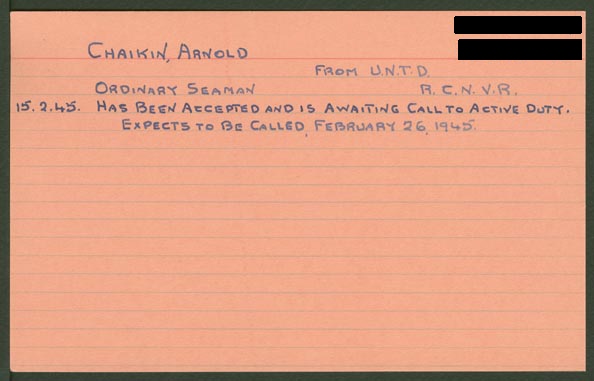 CHAIKIN, ARNOLD
FROM U.N.T.D.
ORDINARY SEAMAN R.C.N.V.R.
15.2.45. HAS BEEN ACCEPTED AND IS AWAITING CALL TO ACTIVE DUTY.
EXPECTS TO BE CALLED, FEBRUARY 26, 1945.